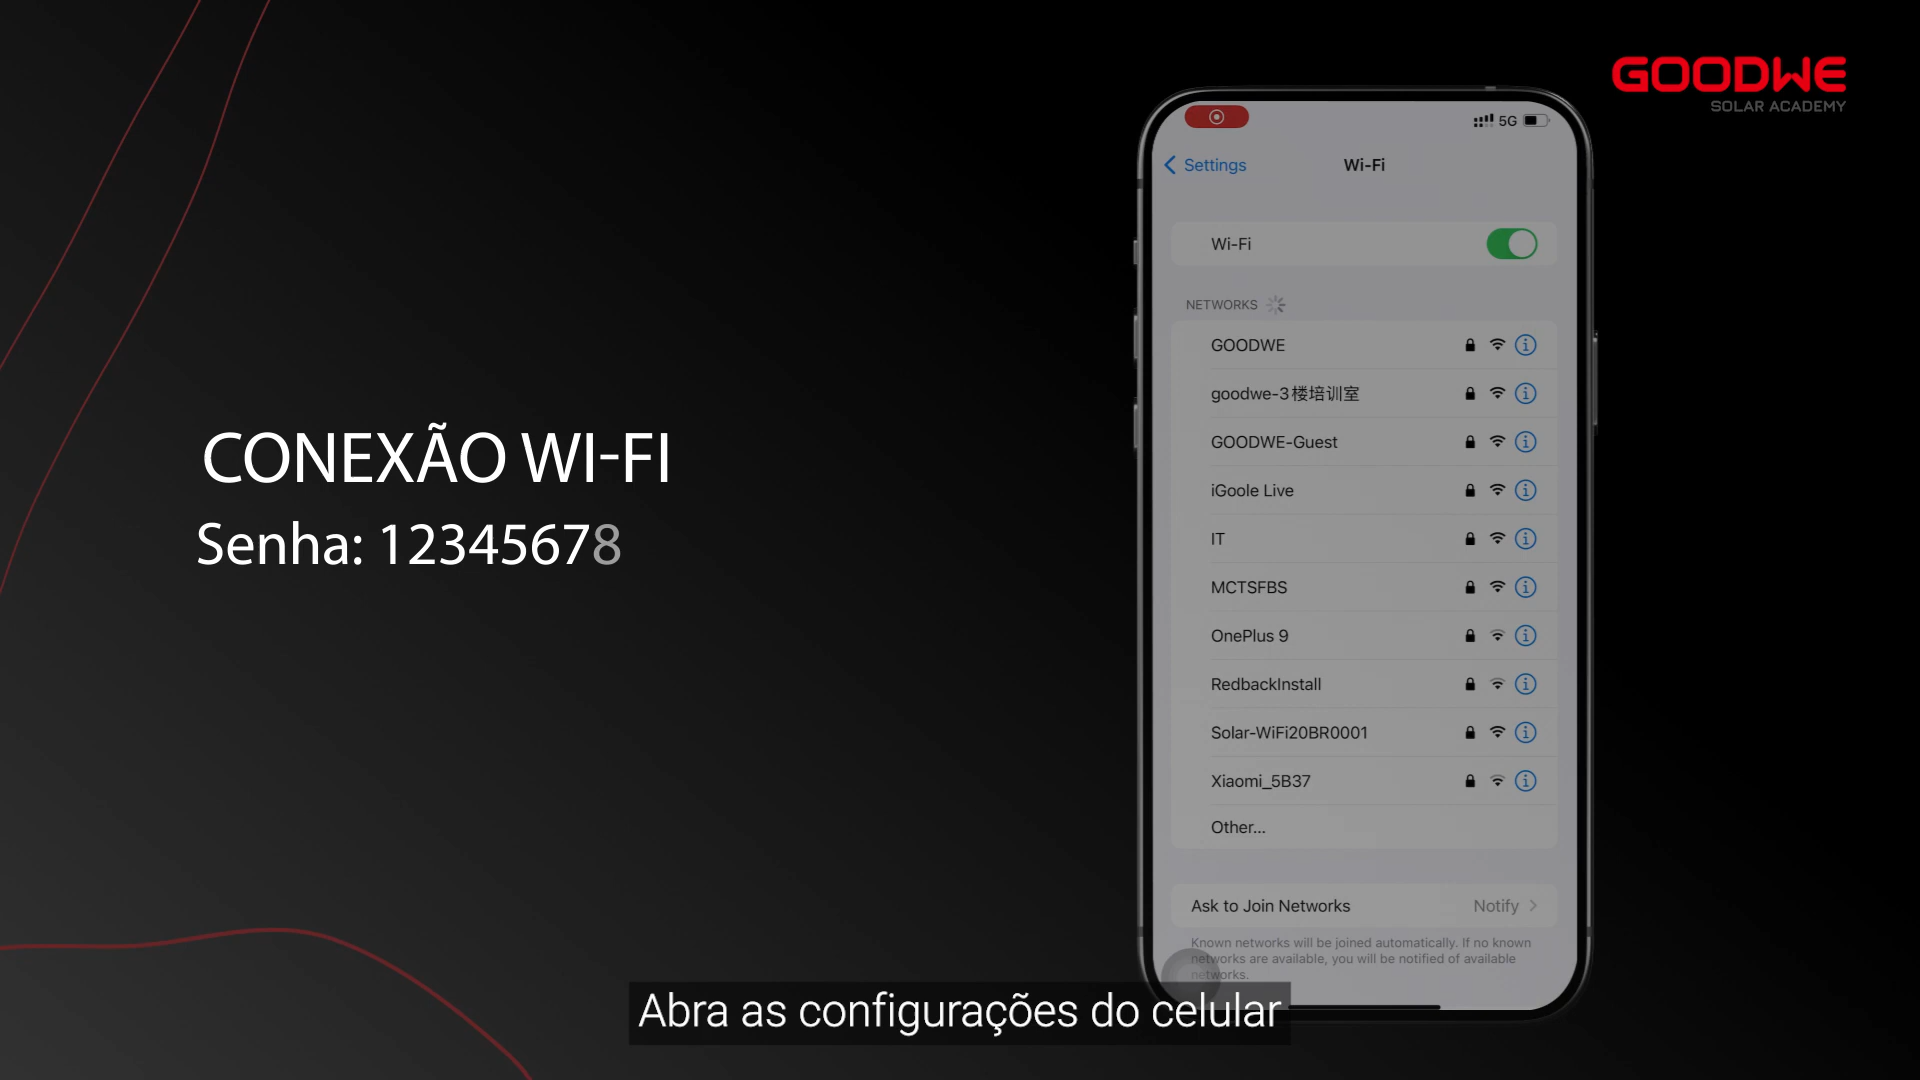 GOODWE
SOLAR ACADEMY
5G
Settings
Wi-Fi
Wi-Fi
NETWORKS
GOODWE
goodwe-3楼培训室
GOODWE-Guest
iGoole Live
IT
MCTSFBS
OnePlus 9
RedbackInstall
Solar-WiFi20BR0001
Xiaomi_5B37
Other...
Ask to Join Networks
Notify
Known networks will be joined automatically. If no known
networks are available, you will be notified of available
networks.
CONEXÃO WI-FI
Senha: 12345678
Abra as configurações do celular